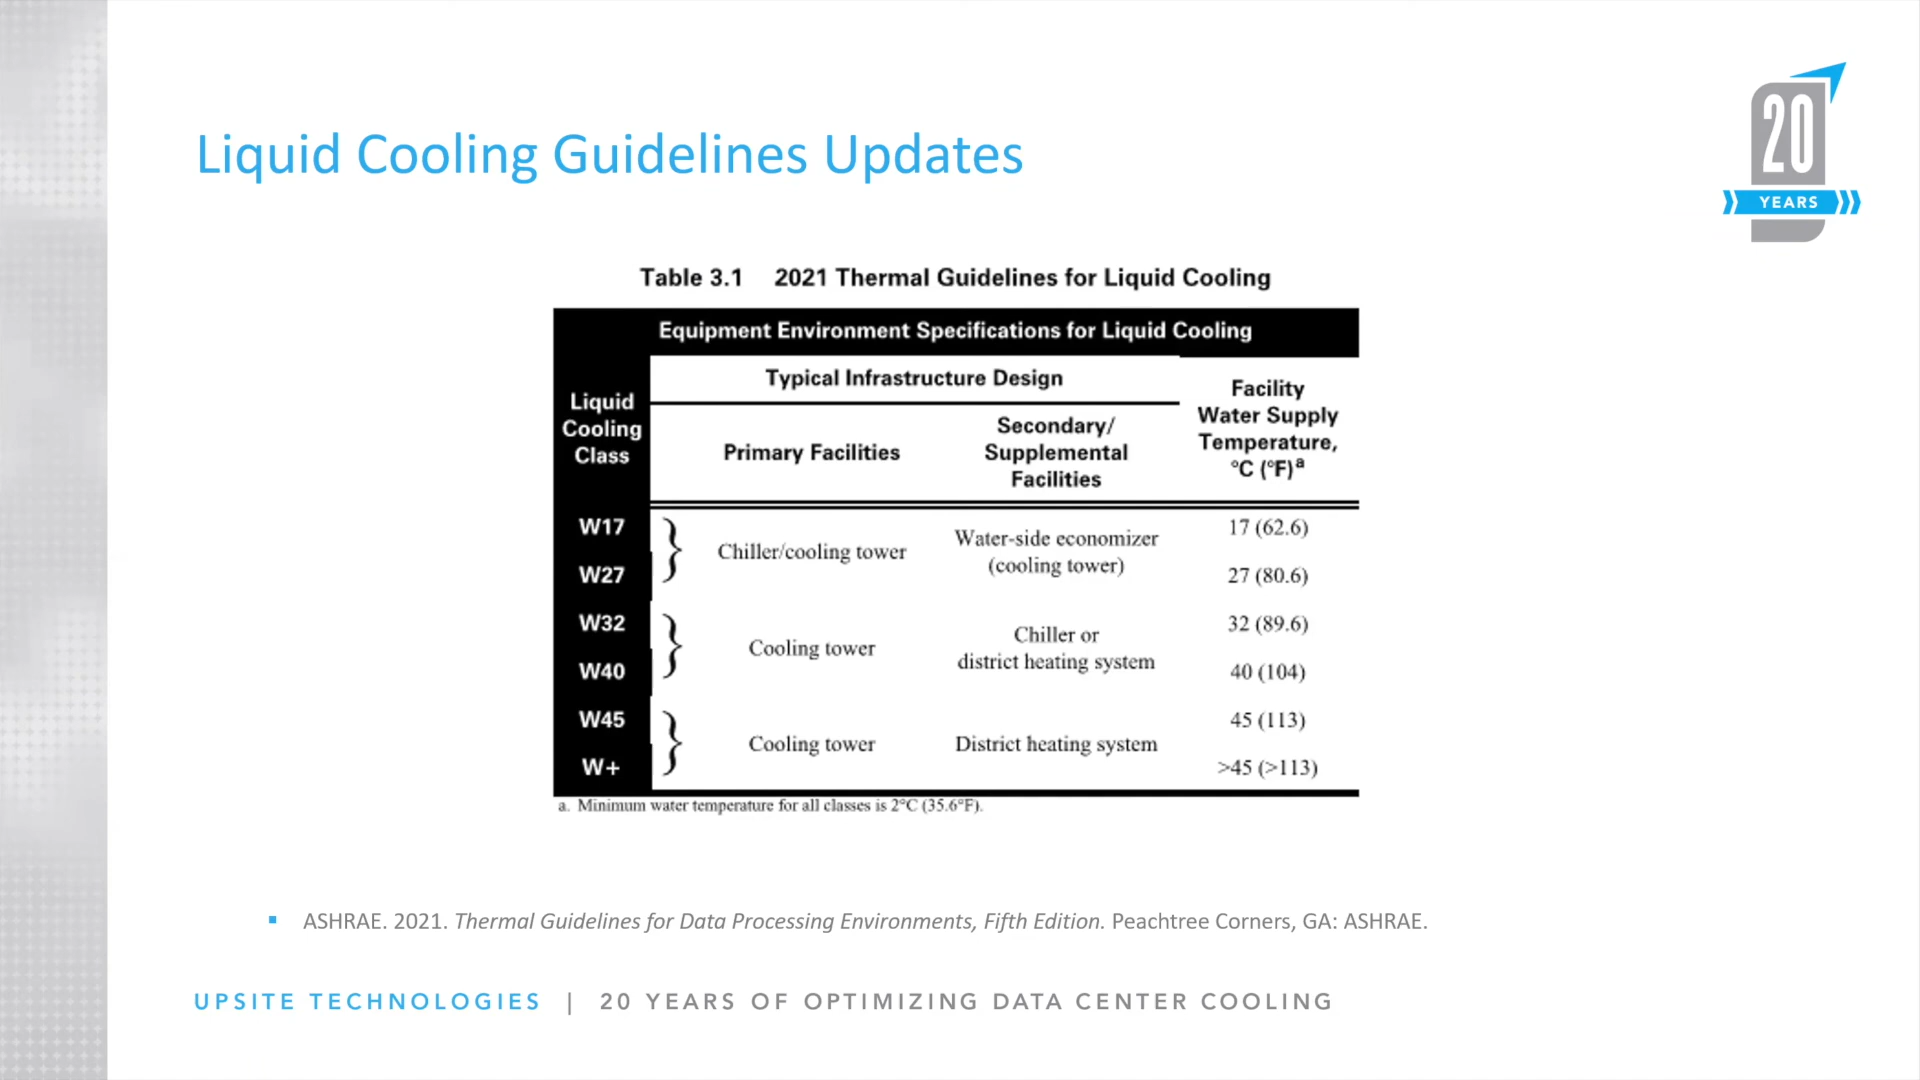 20
YEARS
Liquid Cooling Guidelines Updates
Table 3.1 2021 Thermal Guidelines for Liquid Cooling
Equipment Environment Specifications for Liquid Cooling
Liquid
Cooling
Class
Typical Infrastructure Design
Primary Facilities
Secondary/
Supplemental
Facilities
Facility
Water Supply
Temperature,
°C (°F)a
W17
Chiller/cooling tower
Water-side economizer
(cooling tower)
17 (62.6)
W27
27 (80.6)
W32
Cooling tower
Chiller or
district heating system
32 (89.6)
W40
40 (104)
W45
Cooling tower
District heating system
45 (113)
W+
>45 (>113)
a. Minimum water temperature for all classes is 2°C (35.6°F).
▪ ASHRAE. 2021. Thermal Guidelines for Data Processing Environments, Fifth Edition. Peachtree Corners, GA: ASHRAE.
UPSITE TECHNOLOGIES | 20 YEARS OF OPTIMIZING DATA CENTER COOLING